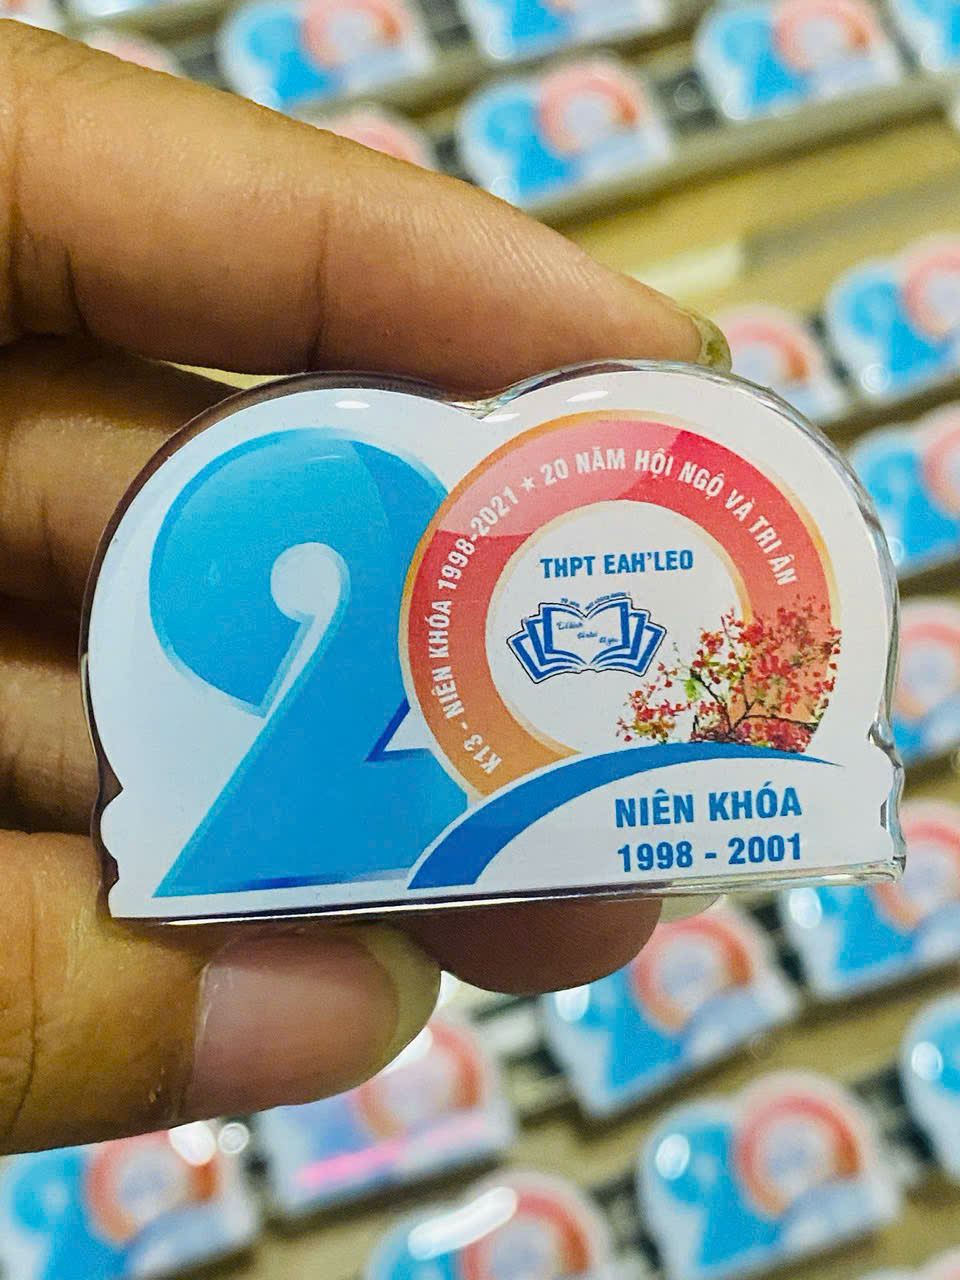 20
K13 - NIÊN KHÓA 1998-2021 ★ 20 NĂM HỘI NGỘ VÀ TRI ÂN
THPT EAH'LEO
NIÊN KHÓA
1998 - 2001